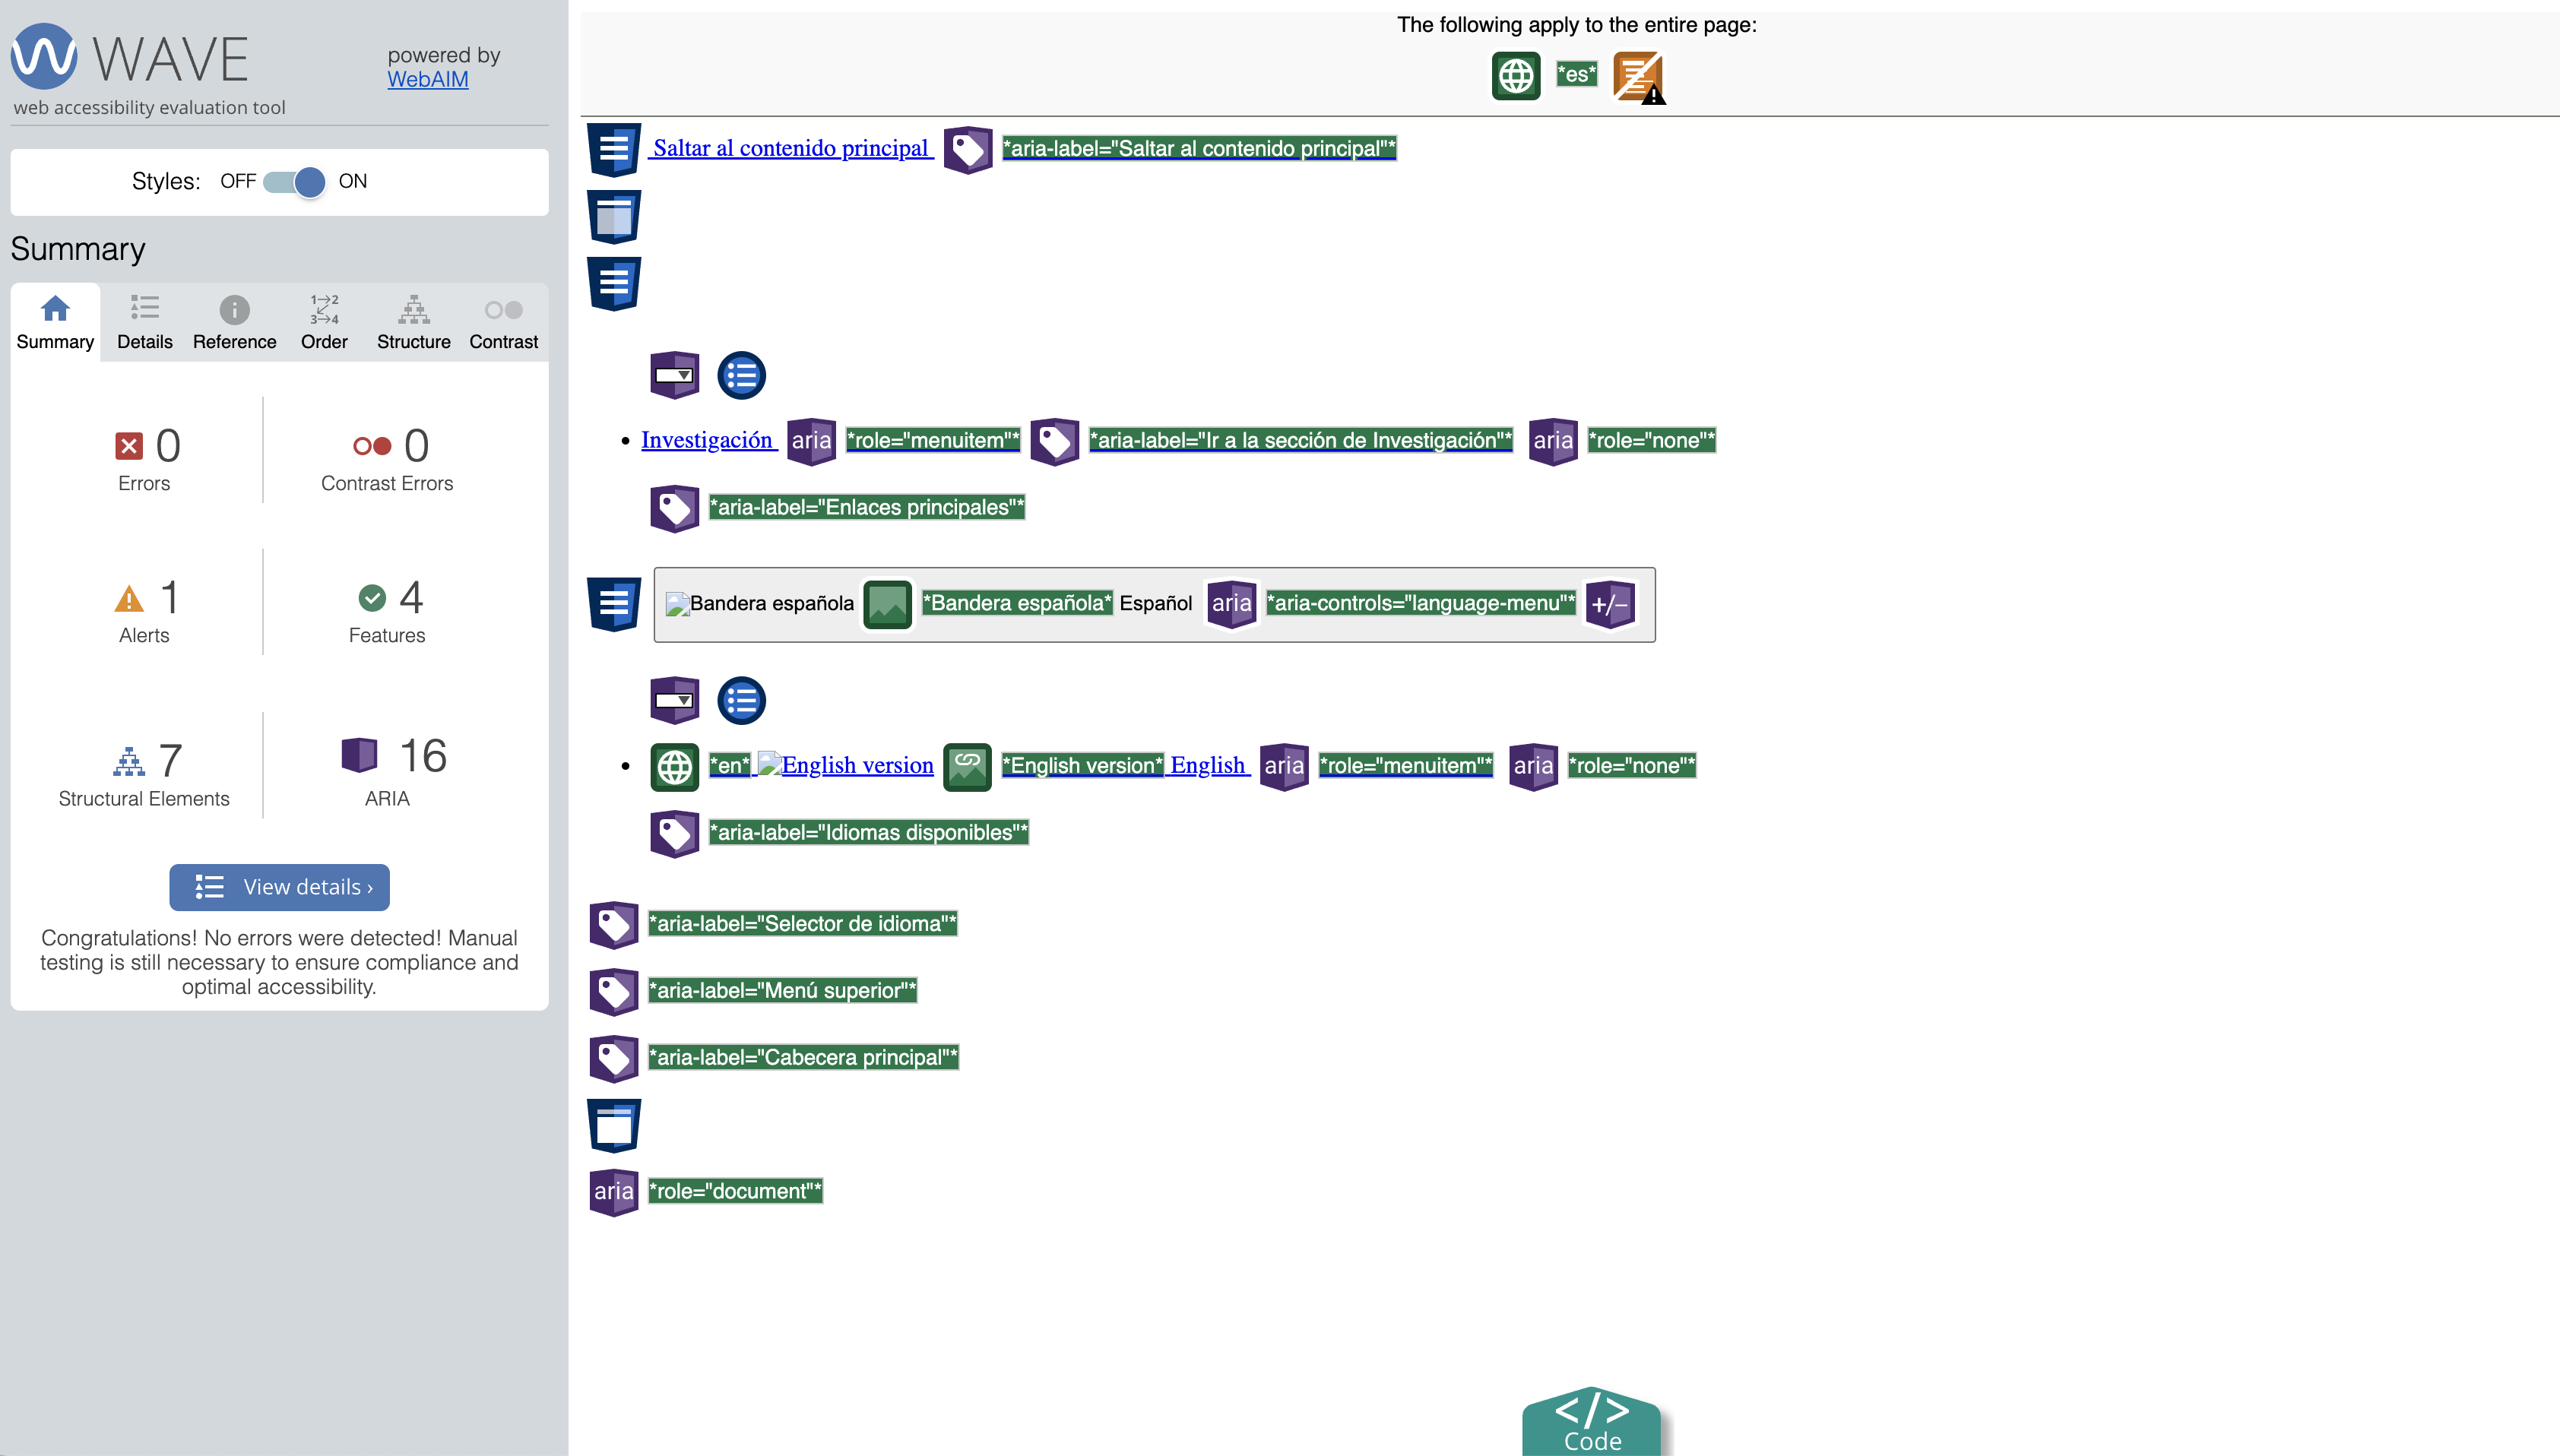 WAVE
powered by
WebAIM
web accessibility evaluation tool
Styles: OFF ON
Summary
Summary Details Reference Order Structure Contrast
1→2
3→4
0 0
Errors Contrast Errors
1 4
Alerts Features
7 16
Structural Elements ARIA
View details ›
Congratulations! No errors were detected! Manual
testing is still necessary to ensure compliance and
optimal accessibility.
The following apply to the entire page:
*es*
Saltar al contenido principal *aria-label="Saltar al contenido principal"*
Investigación aria *role="menuitem"* *aria-label="Ir a la sección de Investigación"* aria *role="none"*
*aria-label="Enlaces principales"*
Bandera española *Bandera española* Español aria *aria-controls="language-menu"* +/−
*en* English version *English version* English aria *role="menuitem"* aria *role="none"*
*aria-label="Idiomas disponibles"*
*aria-label="Selector de idioma"*
*aria-label="Menú superior"*
*aria-label="Cabecera principal"*
aria *role="document"*
</>
Code